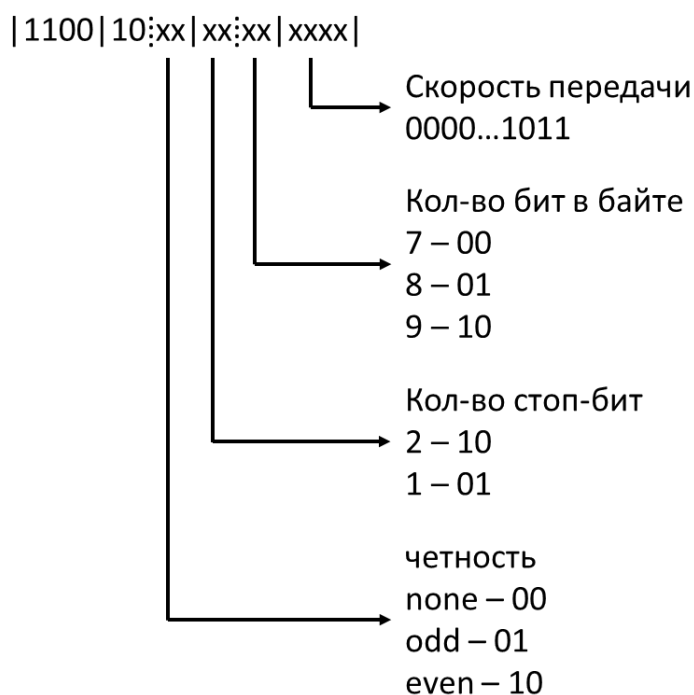 |1100|10⋮xx|xx⋮xx|xxxx|
Скорость передачи
0000...1011
Кол-во бит в байте
7 – 00
8 – 01
9 – 10
Кол-во стоп-бит
2 – 10
1 – 01
четность
none – 00
odd – 01
even – 10